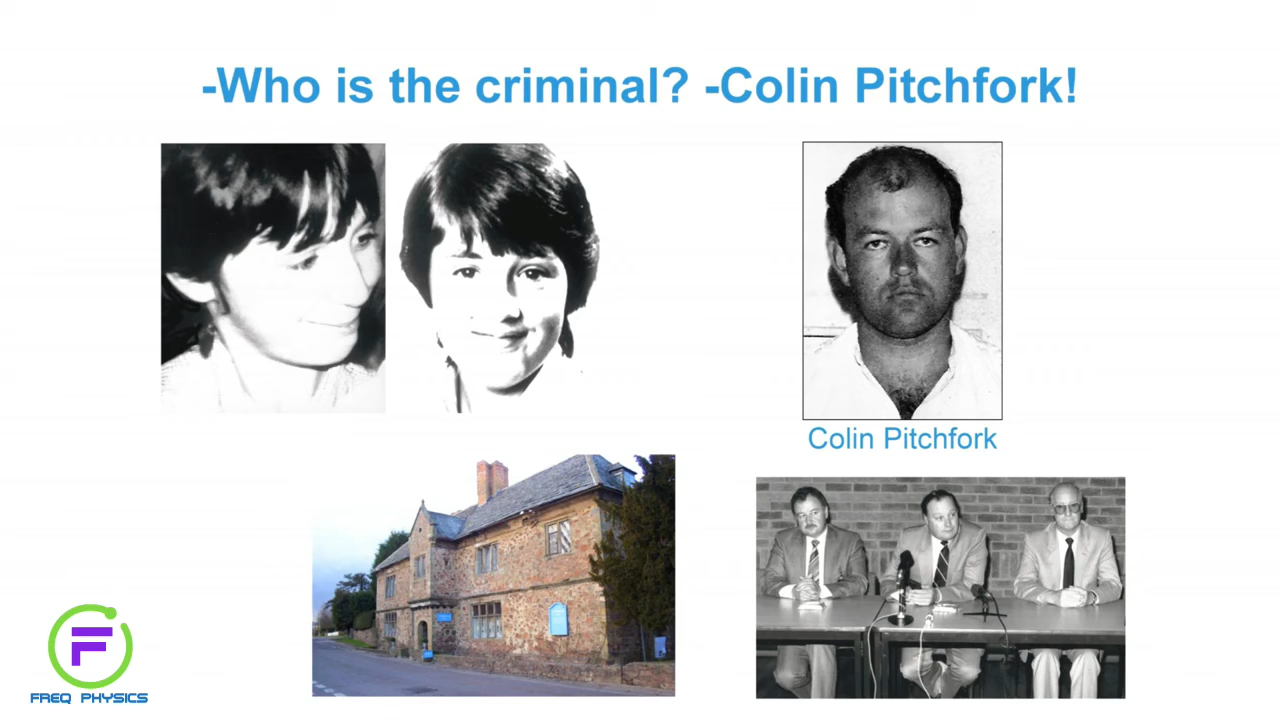 -Who is the criminal? -Colin Pitchfork!
Colin Pitchfork
FREQ PHYSICS